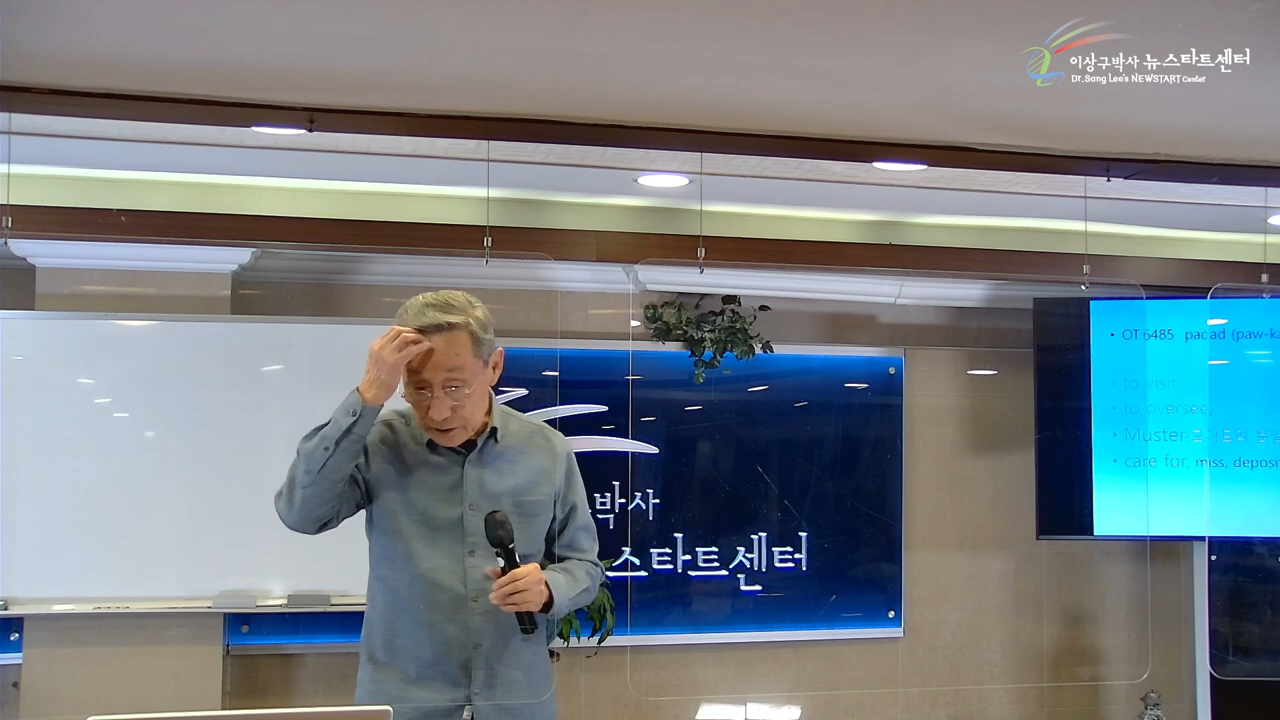 이상구박사 뉴스타트센터
Dr. Sang Lee's NEWSTART Center
• OT 6485 pacad (paw-ka
• to visit
• to oversee,
• Muster
• care for, miss, deposi
박사
스타트센터